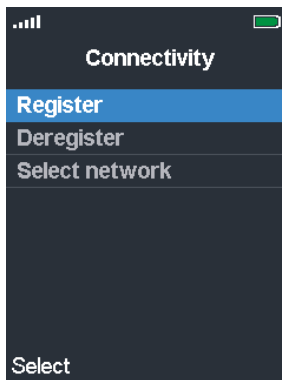 Connectivity
Register
Deregister
Select network
Select